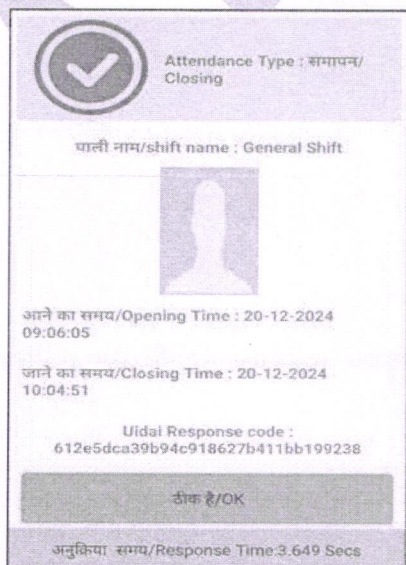 Attendance Type : समापन/
Closing
पाली नाम/shift name : General Shift
आने का समय/Opening Time : 20-12-2024
09:06:05
जाने का समय/Closing Time : 20-12-2024
10:04:51
Uidai Response code :
612e5dca39b94c918627b411bb199238
ठीक है/OK
अनुक्रिया समय/Response Time:3.649 Secs